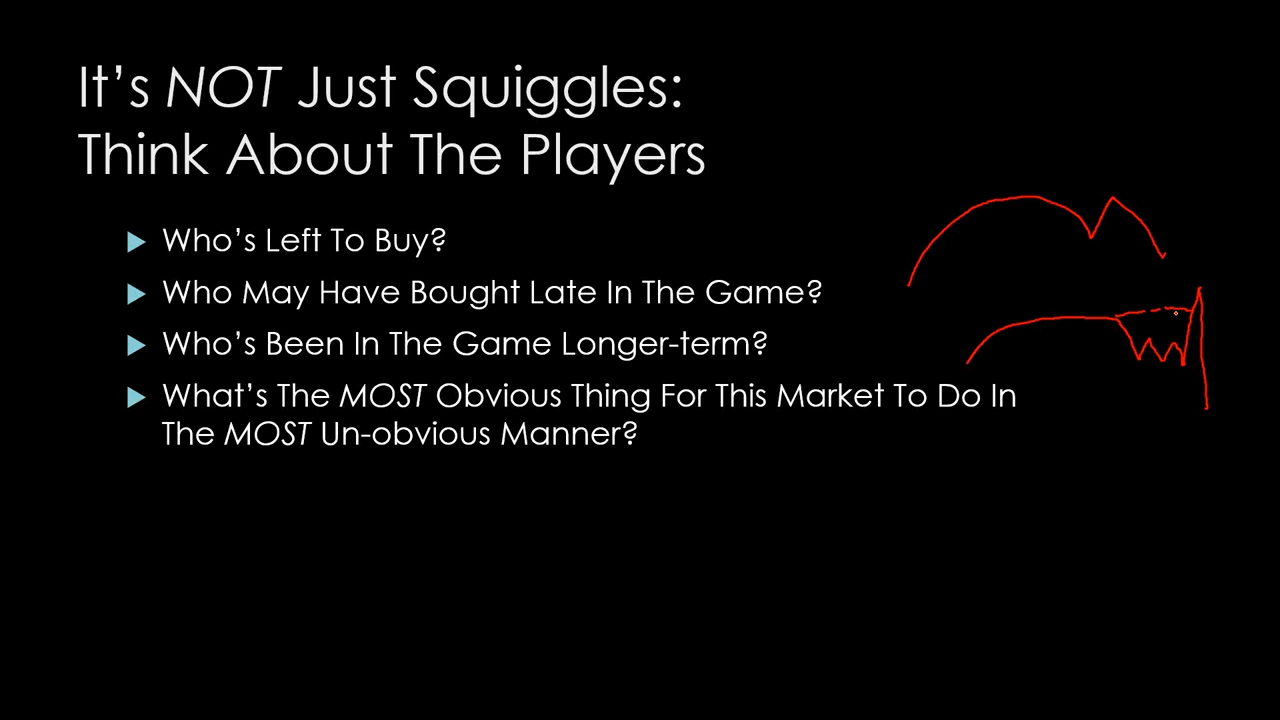 It's NOT Just Squiggles:
Think About The Players
Who's Left To Buy?
Who May Have Bought Late In The Game?
Who's Been In The Game Longer-term?
What's The MOST Obvious Thing For This Market To Do In
The MOST Un-obvious Manner?